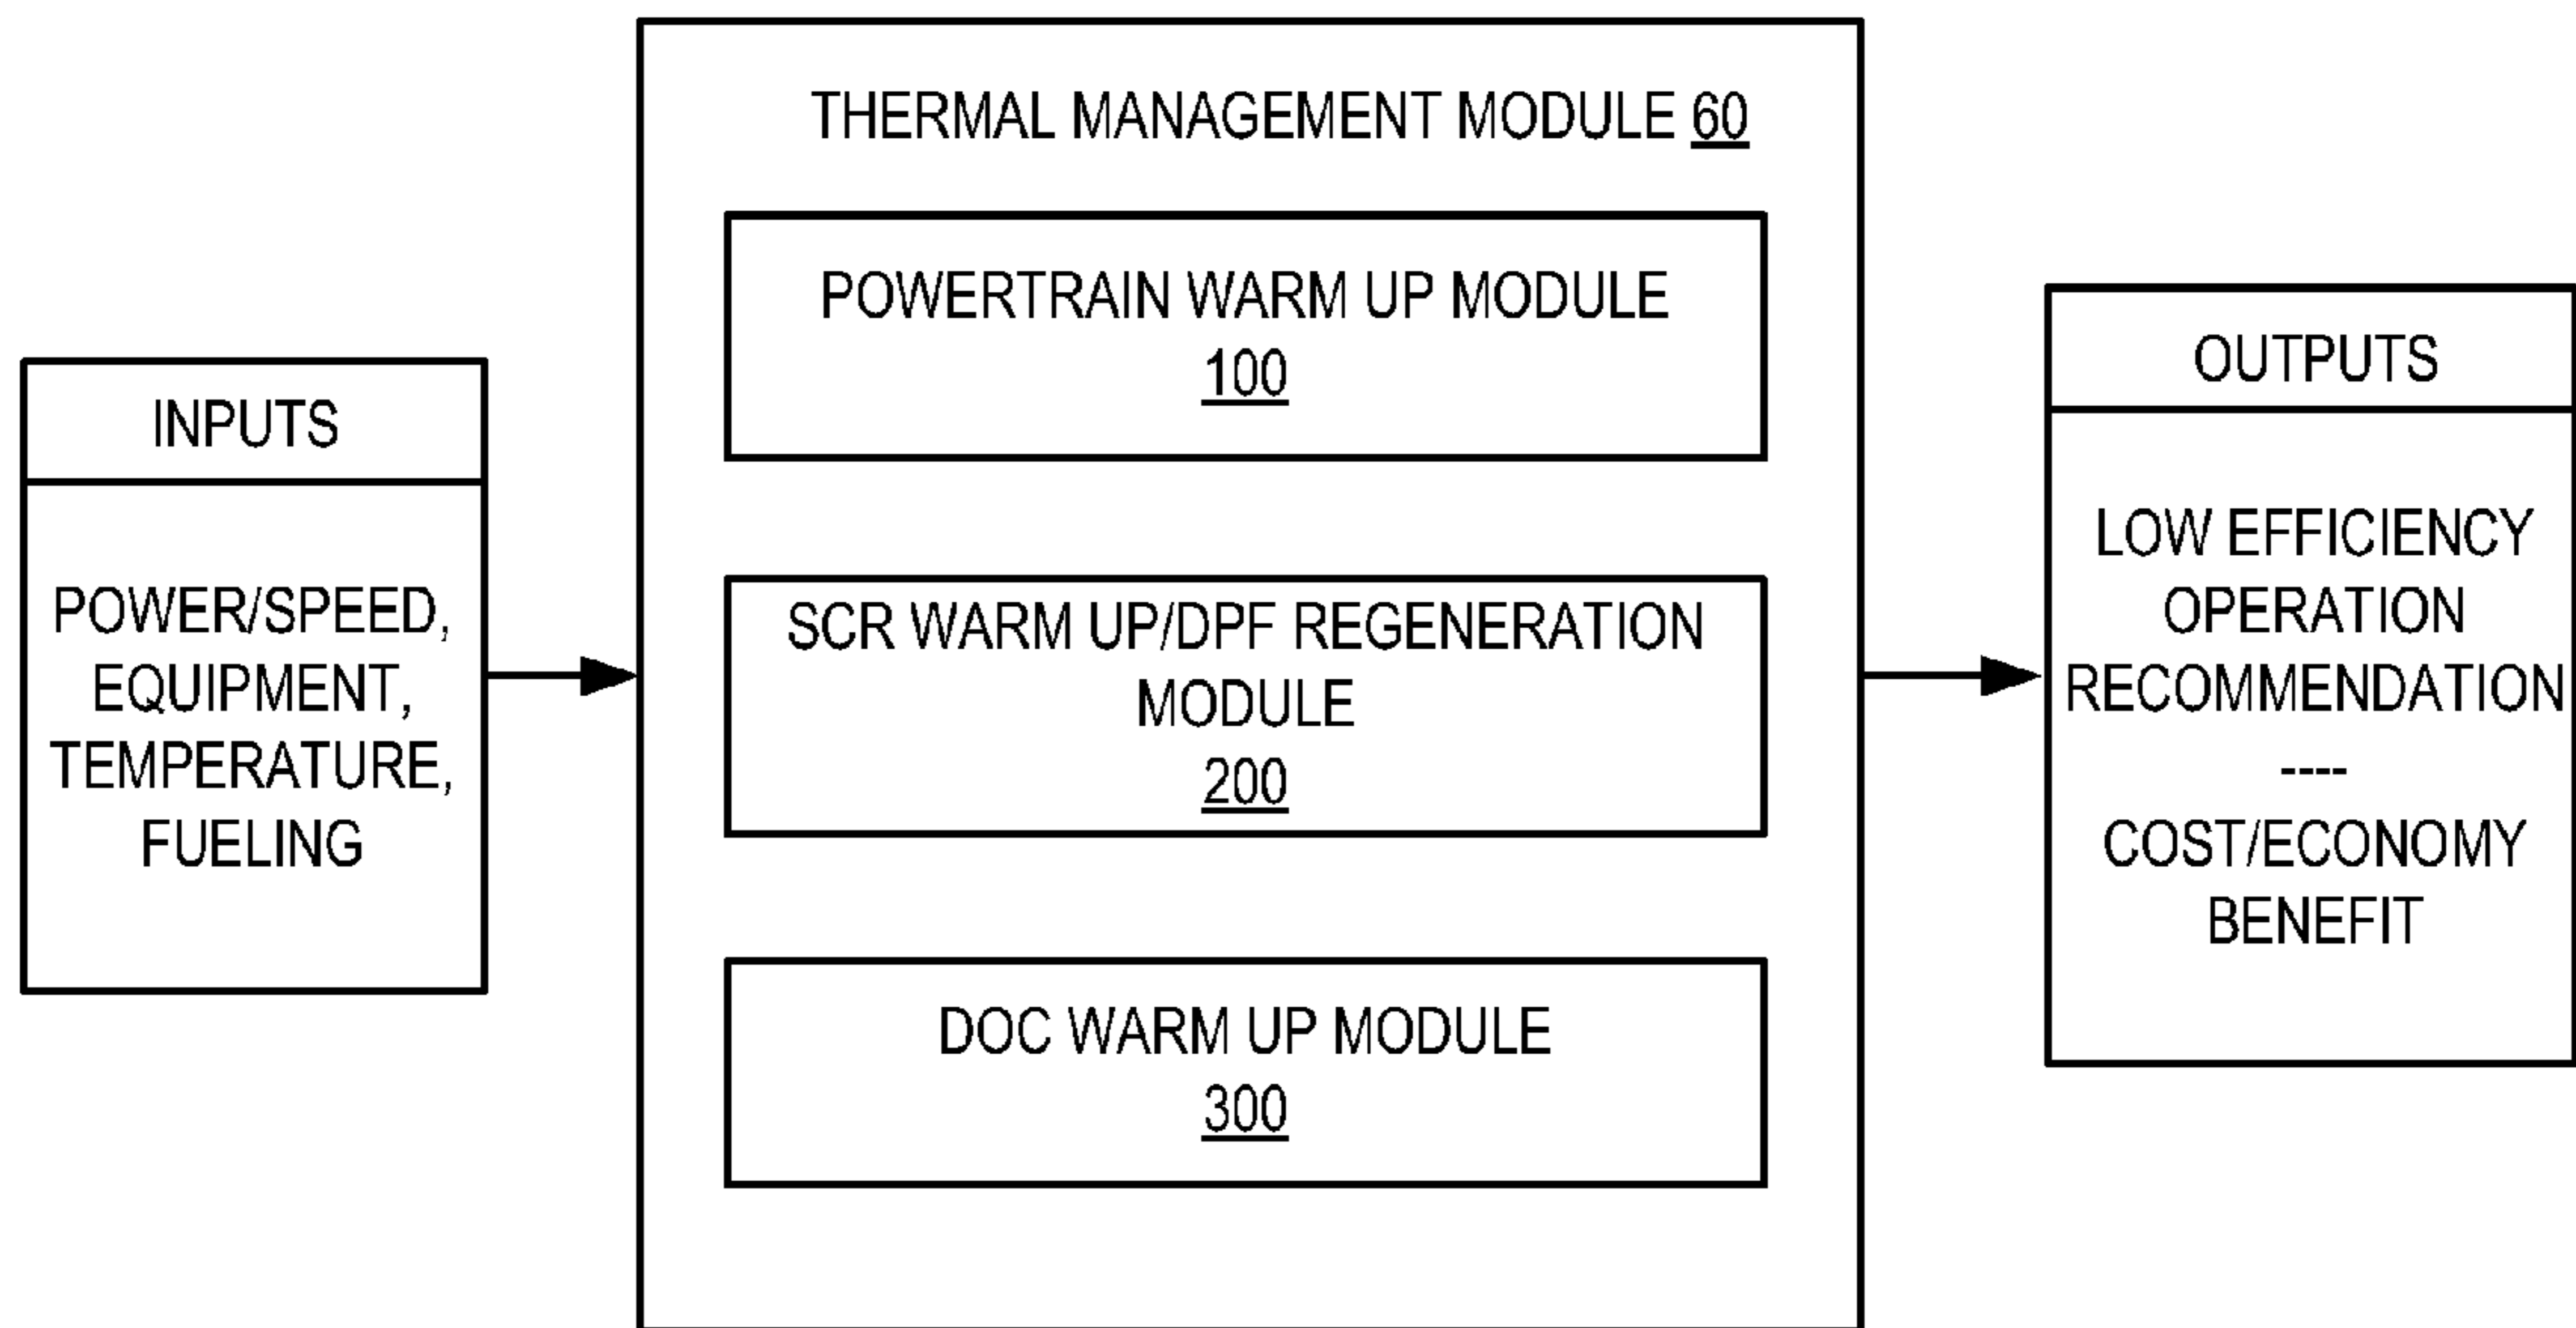 THERMAL MANAGEMENT MODULE 60
POWERTRAIN WARM UP MODULE
100
SCR WARM UP/DPF REGENERATION
MODULE
200
DOC WARM UP MODULE
300
INPUTS
POWER/SPEED,
EQUIPMENT,
TEMPERATURE,
FUELING
OUTPUTS
LOW EFFICIENCY
OPERATION
RECOMMENDATION
----
COST/ECONOMY
BENEFIT